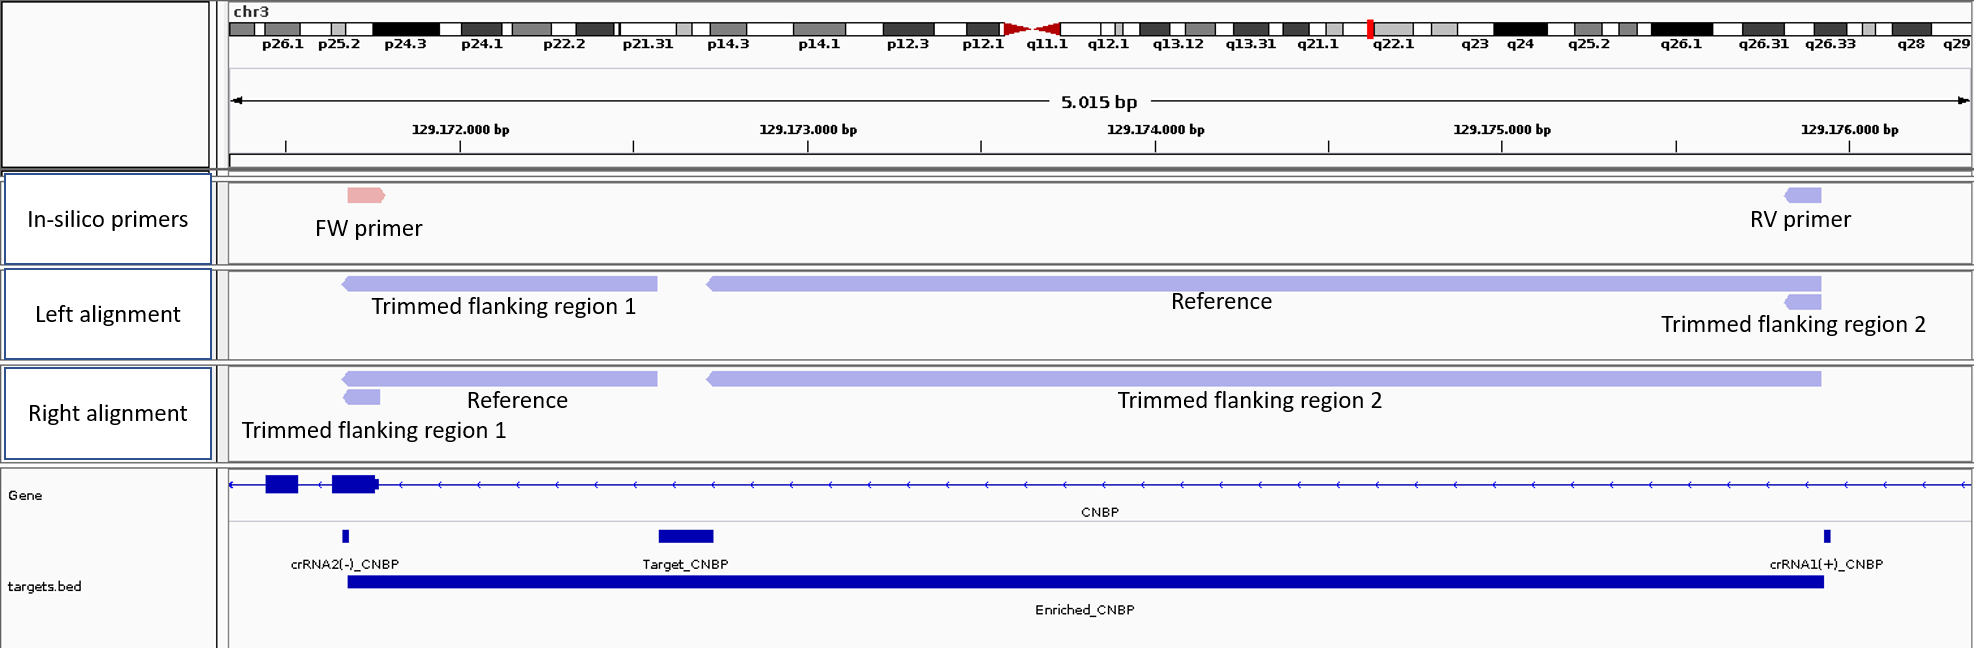 chr3
p26.1 p25.2 p24.3 p24.1 p22.2 p21.31 p14.3 p14.1 p12.3 p12.1 q11.1 q12.1 q13.12 q13.31 q21.1 q22.1 q23 q24 q25.2 q26.1 q26.31 q26.33 q28 q29
5.015 bp
129.172.000 bp 129.173.000 bp 129.174.000 bp 129.175.000 bp 129.176.000 bp
In-silico primers
FW primer
RV primer
Left alignment
Trimmed flanking region 1
Reference
Trimmed flanking region 2
Right alignment
Reference
Trimmed flanking region 2
Trimmed flanking region 1
Gene
CNBP
targets.bed
crRNA2(-)_CNBP
Target_CNBP
crRNA1(+)_CNBP
Enriched_CNBP